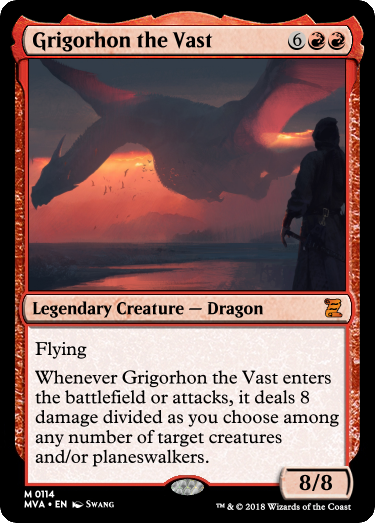 Grigorhon the Vast 6
Legendary Creature — Dragon
Flying
Whenever Grigorhon the Vast enters
the battlefield or attacks, it deals 8
damage divided as you choose among
any number of target creatures
and/or planeswalkers.
8/8
M 0114
MVA • EN Swang
™ & © 2018 Wizards of the Coast